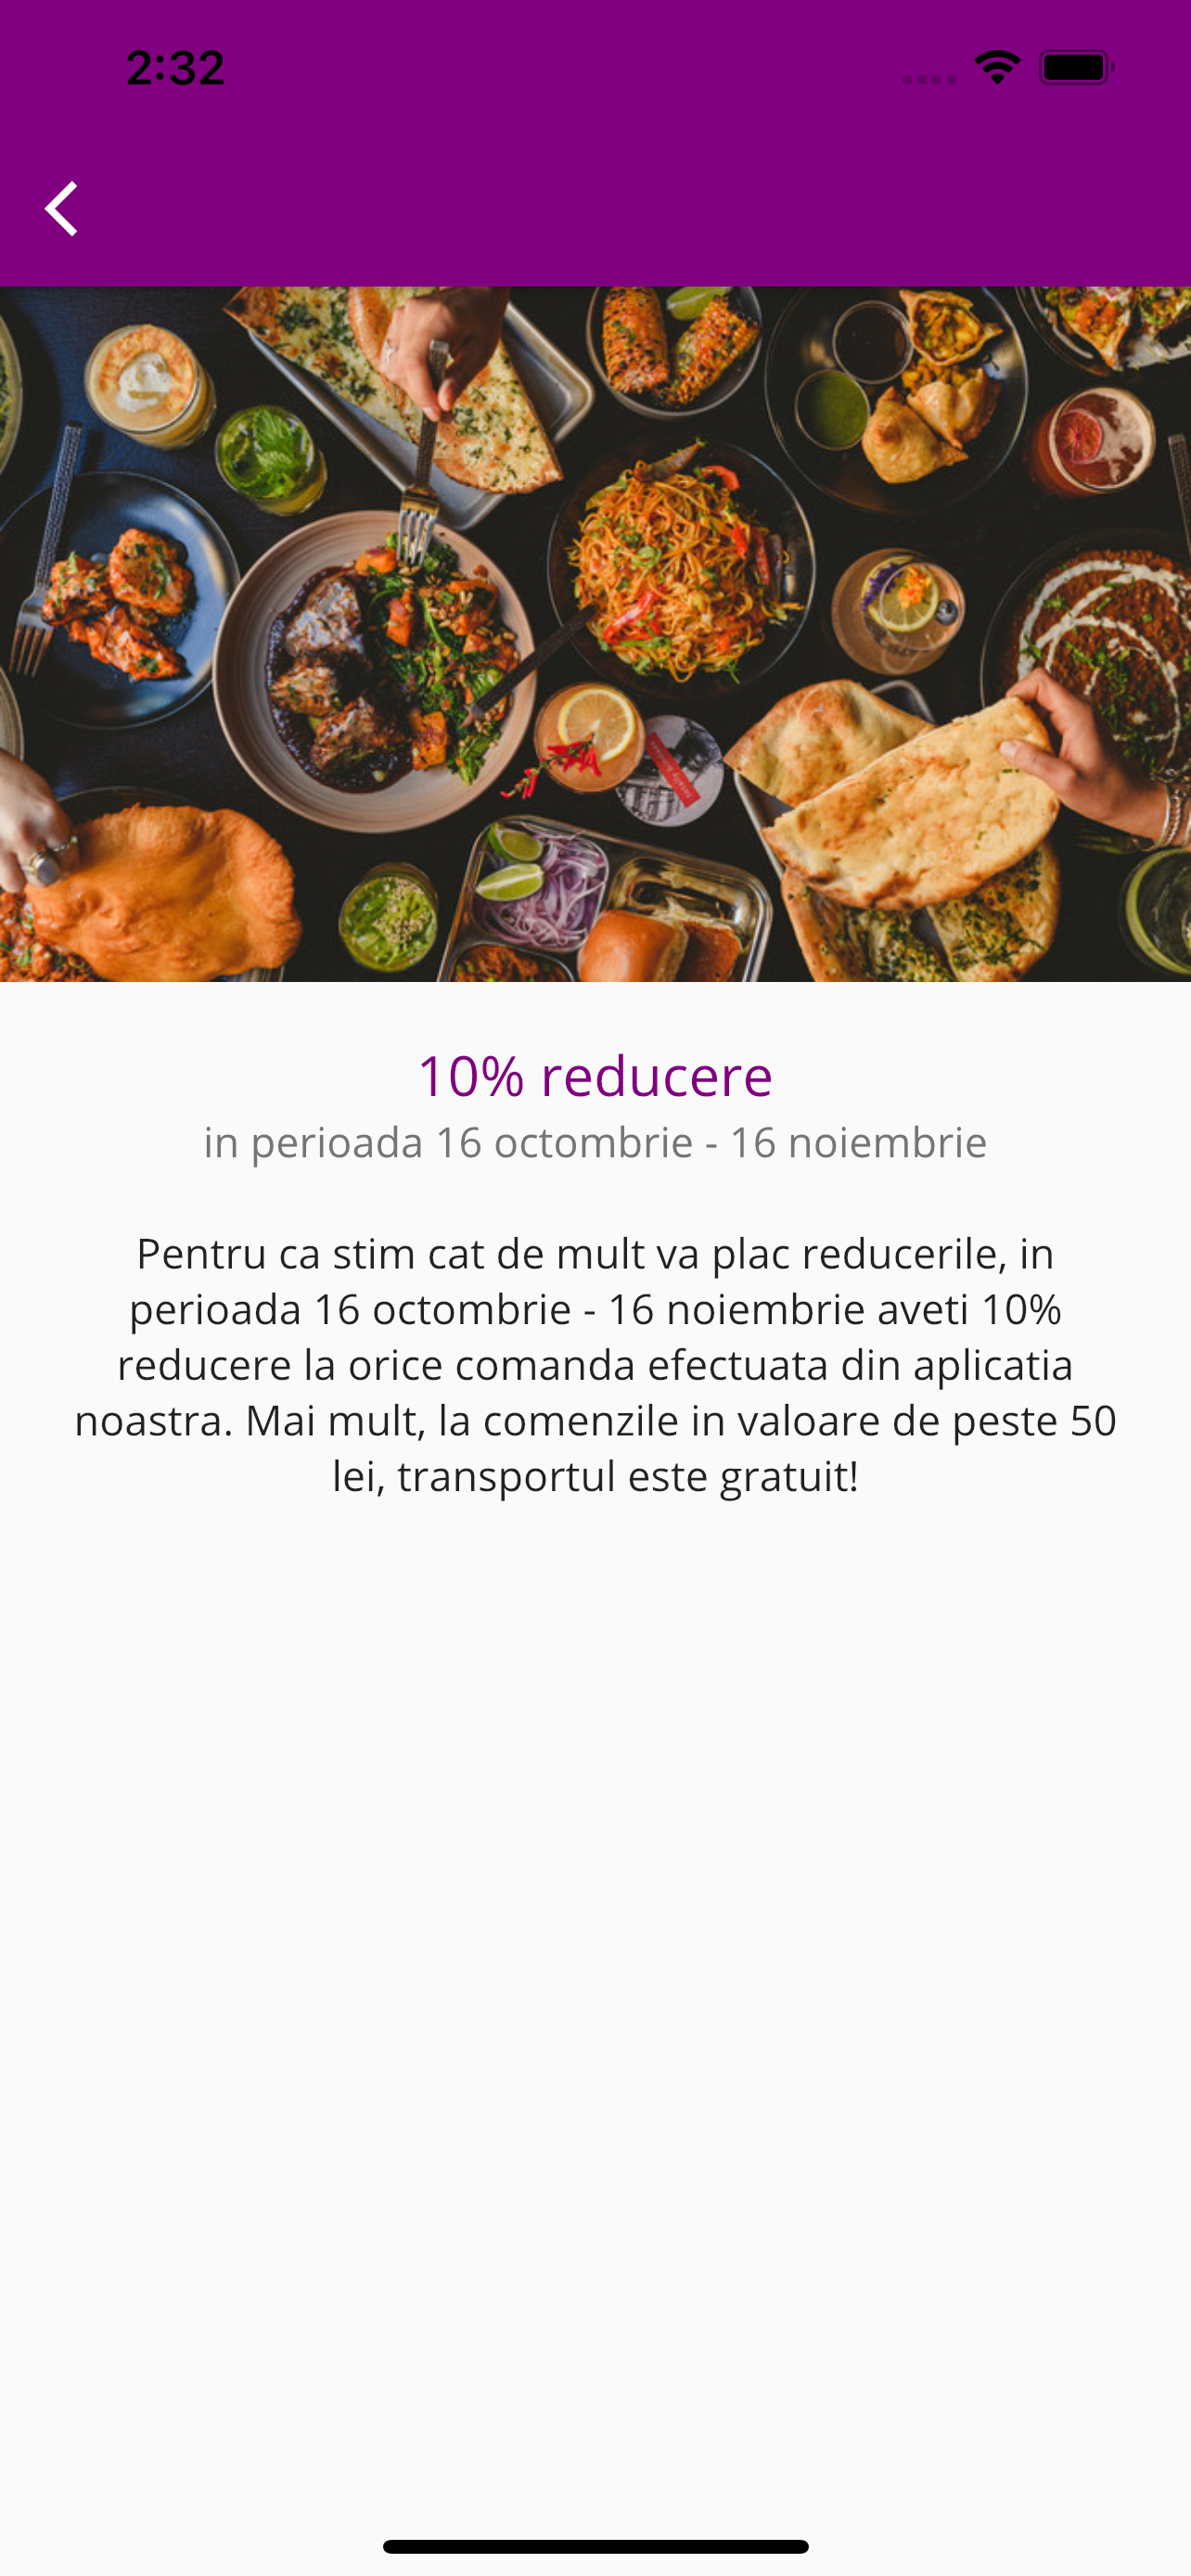 2:32
10% reducere
in perioada 16 octombrie - 16 noiembrie
Pentru ca stim cat de mult va plac reducerile, in
perioada 16 octombrie - 16 noiembrie aveti 10%
reducere la orice comanda efectuata din aplicatia
noastra. Mai mult, la comenzile in valoare de peste 50
lei, transportul este gratuit!